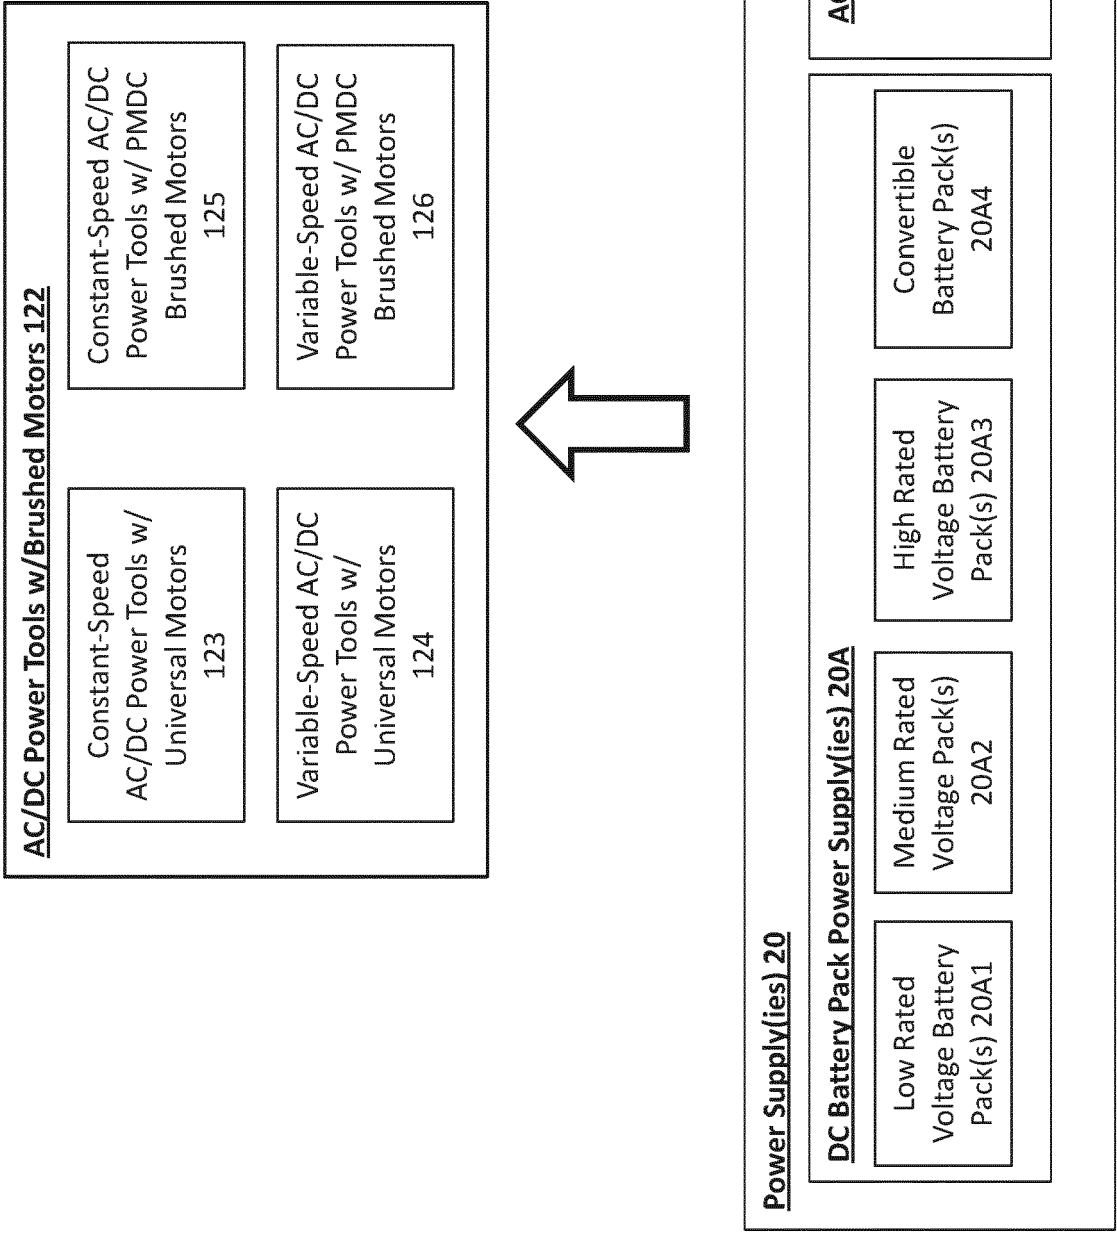 AC/DC Power Tools w/Brushed Motors 122
Constant-Speed
AC/DC Power Tools w/
Universal Motors
123
Constant-Speed AC/DC
Power Tools w/ PMDC
Brushed Motors
125
Variable-Speed AC/DC
Power Tools w/
Universal Motors
124
Variable-Speed AC/DC
Power Tools w/ PMDC
Brushed Motors
126
Power Supply(ies) 20
DC Battery Pack Power Supply(ies) 20A
Low Rated
Voltage Battery
Pack(s) 20A1
Medium Rated
Voltage Pack(s)
20A2
High Rated
Voltage Battery
Pack(s) 20A3
Convertible
Battery Pack(s)
20A4